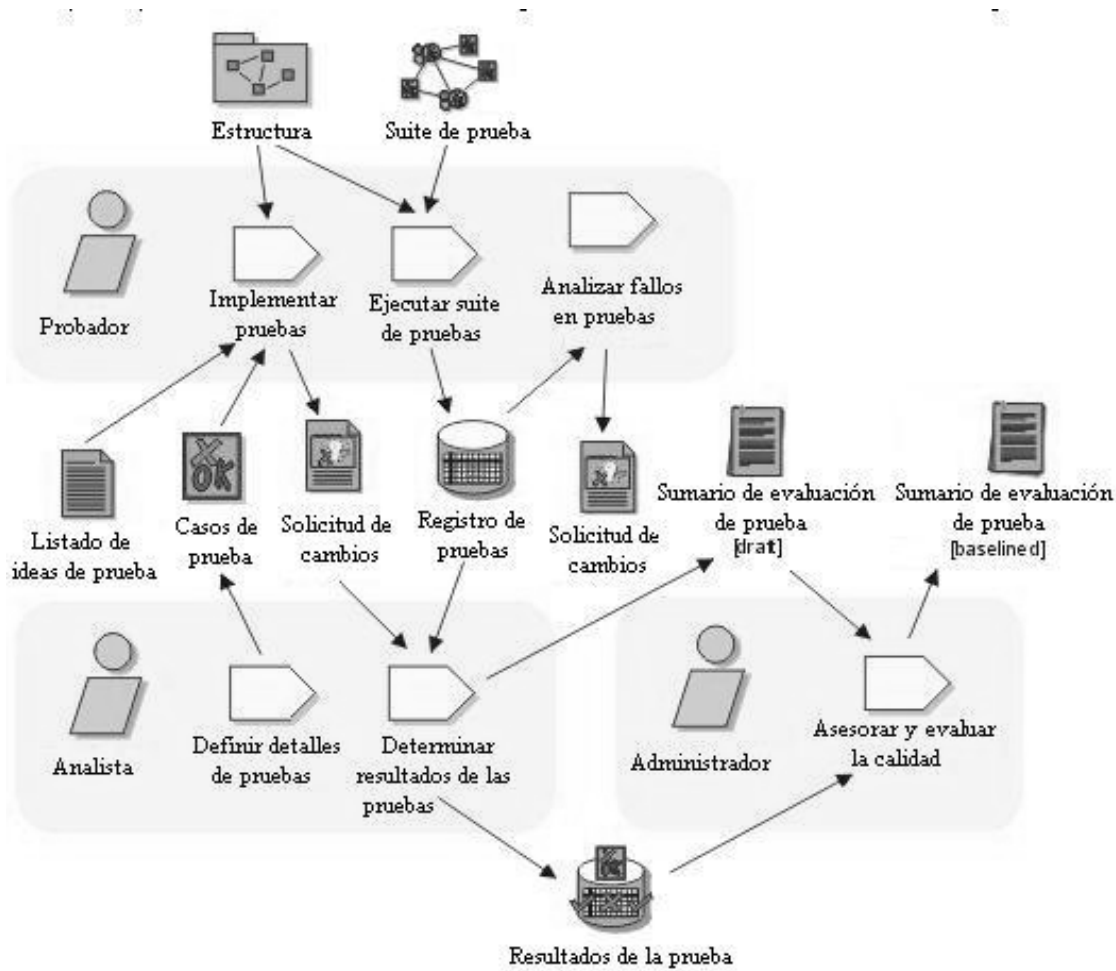 Estructura
Suite de prueba
Probador
Implementar
pruebas
Ejecutar suite
de pruebas
Analizar fallos
en pruebas
Listado de
ideas de prueba
Casos de
prueba
OK
Solicitud de
cambios
Registro de
pruebas
Solicitud de
cambios
Sumario de evaluación
de prueba
[draft]
Sumario de evaluación
de prueba
[baselined]
Analista
Definir detalles
de pruebas
Determinar
resultados de las
pruebas
Administrador
Asesorar y evaluar
la calidad
Resultados de la prueba